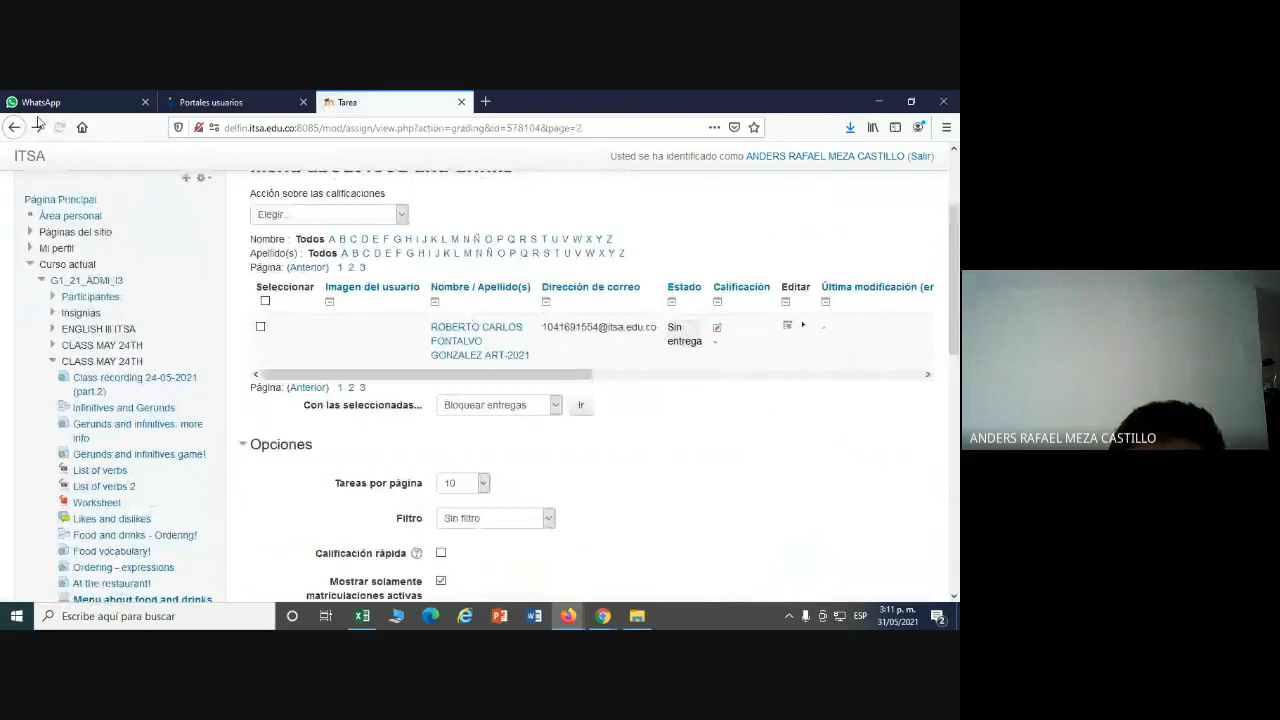 WhatsApp
Portales usuarios
Tarea
delfin.itsa.edu.co:8085/mod/assign/view.php?action=grading&id=578104&page=2
ITSA
Usted se ha identificado como ANDERS RAFAEL MEZA CASTILLO (Salir)
Menu about food and drinks
Página Principal
Área personal
Páginas del sitio
Mi perfil
Curso actual
G1_21_ADMI_I3
Participantes
Insignias
ENGLISH III ITSA
CLASS MAY 24TH
CLASS MAY 24TH
Class recording 24-05-2021
(part 2)
Infinitives and Gerunds
Gerunds and infinitives: more
info
Gerunds and infinitives game!
List of verbs
List of verbs 2
Worksheet
Likes and dislikes
Food and drinks - Ordering!
Food vocabulary!
Ordering - expressions
At the restaurant!
Menu about food and drinks
Acción sobre las calificaciones
Elegir...
Nombre : Todos A B C D E F G H I J K L M N Ñ O P Q R S T U V W X Y Z
Apellido(s) : Todos A B C D E F G H I J K L M N Ñ O P Q R S T U V W X Y Z
Página: (Anterior) 1 2 3
Seleccionar Imagen del usuario Nombre / Apellido(s) Dirección de correo Estado Calificación Editar Última modificación (er
ROBERTO CARLOS 1041691554@itsa.edu.co Sin
FONTALVO entrega -
GONZALEZ ART-2021
Página: (Anterior) 1 2 3
Con las seleccionadas... Bloquear entregas Ir
Opciones
Tareas por página 10
Filtro Sin filtro
Calificación rápida
Mostrar solamente
matriculaciones activas
Escribe aquí para buscar
ESP
3:11 p. m.
31/05/2021
2
ANDERS RAFAEL MEZA CASTILLO